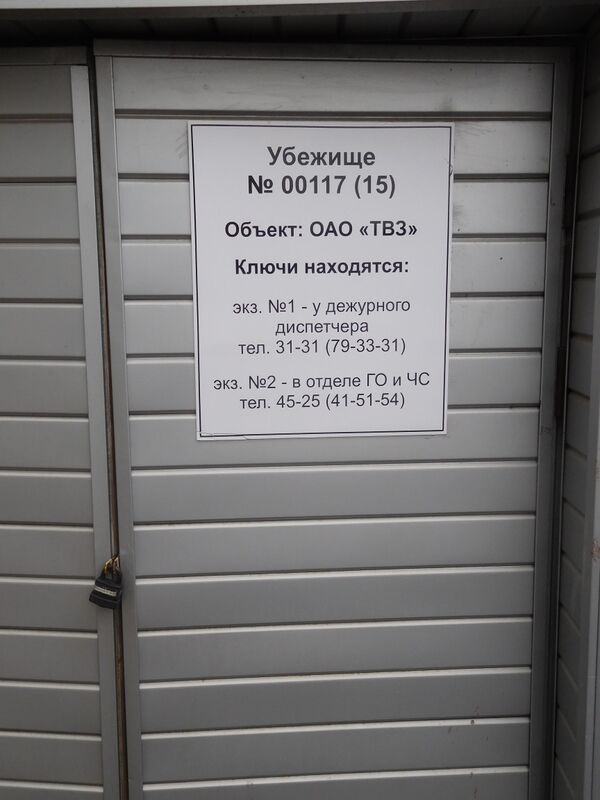 Убежище
№ 00117 (15)
Объект: ОАО «ТВЗ»
Ключи находятся:
экз. №1 - у дежурного
диспетчера
тел. 31-31 (79-33-31)
экз. №2 - в отделе ГО и ЧС
тел. 45-25 (41-51-54)